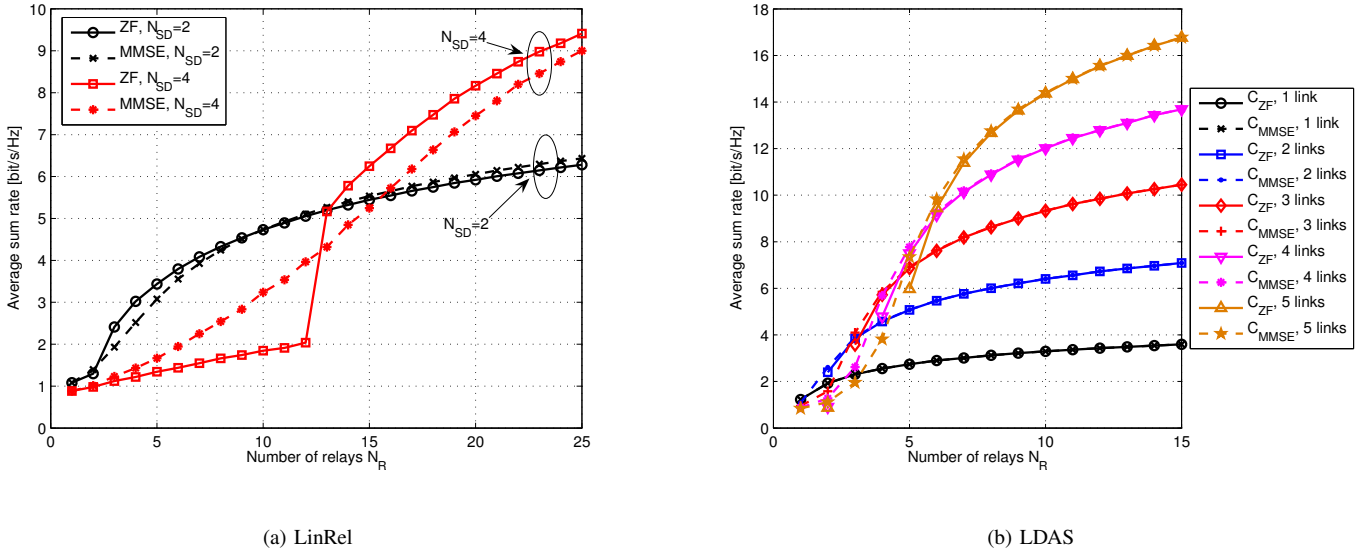 10
9
8
7
6
5
4
3
2
1
0
0 5 10 15 20 25
Average sum rate [bit/s/Hz]
Number of relays N_R
ZF, N_SD=2
MMSE, N_SD=2
ZF, N_SD=4
MMSE, N_SD=4
N_SD=4
N_SD=2
(a) LinRel
18
16
14
12
10
8
6
4
2
0
0 5 10 15
Average sum rate [bit/s/Hz]
Number of relays N_R
C_ZF, 1 link
C_MMSE, 1 link
C_ZF, 2 links
C_MMSE, 2 links
C_ZF, 3 links
C_MMSE, 3 links
C_ZF, 4 links
C_MMSE, 4 links
C_ZF, 5 links
C_MMSE, 5 links
(b) LDAS